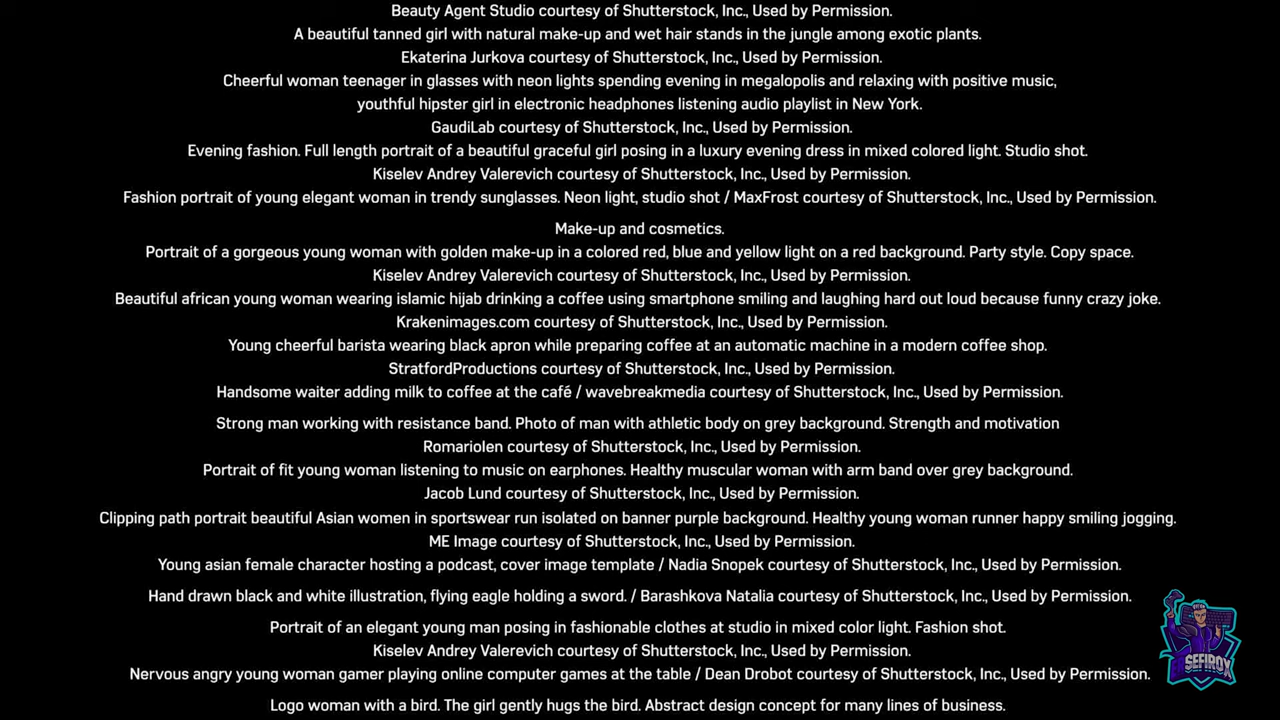 Beauty Agent Studio courtesy of Shutterstock, Inc., Used by Permission.
A beautiful tanned girl with natural make-up and wet hair stands in the jungle among exotic plants.
Ekaterina Jurkova courtesy of Shutterstock, Inc., Used by Permission.
Cheerful woman teenager in glasses with neon lights spending evening in megalopolis and relaxing with positive music,
youthful hipster girl in electronic headphones listening audio playlist in New York.
GaudiLab courtesy of Shutterstock, Inc., Used by Permission.
Evening fashion. Full length portrait of a beautiful graceful girl posing in a luxury evening dress in mixed colored light. Studio shot.
Kiselev Andrey Valerevich courtesy of Shutterstock, Inc., Used by Permission.
Fashion portrait of young elegant woman in trendy sunglasses. Neon light, studio shot / MaxFrost courtesy of Shutterstock, Inc., Used by Permission.
Make-up and cosmetics.
Portrait of a gorgeous young woman with golden make-up in a colored red, blue and yellow light on a red background. Party style. Copy space.
Kiselev Andrey Valerevich courtesy of Shutterstock, Inc., Used by Permission.
Beautiful african young woman wearing islamic hijab drinking a coffee using smartphone smiling and laughing hard out loud because funny crazy joke.
Krakenimages.com courtesy of Shutterstock, Inc., Used by Permission.
Young cheerful barista wearing black apron while preparing coffee at an automatic machine in a modern coffee shop.
StratfordProductions courtesy of Shutterstock, Inc., Used by Permission.
Handsome waiter adding milk to coffee at the café / wavebreakmedia courtesy of Shutterstock, Inc., Used by Permission.
Strong man working with resistance band. Photo of man with athletic body on grey background. Strength and motivation
Romariolen courtesy of Shutterstock, Inc., Used by Permission.
Portrait of fit young woman listening to music on earphones. Healthy muscular woman with arm band over grey background.
Jacob Lund courtesy of Shutterstock, Inc., Used by Permission.
Clipping path portrait beautiful Asian women in sportswear run isolated on banner purple background. Healthy young woman runner happy smiling jogging.
ME Image courtesy of Shutterstock, Inc., Used by Permission.
Young asian female character hosting a podcast, cover image template / Nadia Snopek courtesy of Shutterstock, Inc., Used by Permission.
Hand drawn black and white illustration, flying eagle holding a sword. / Barashkova Natalia courtesy of Shutterstock, Inc., Used by Permission.
Portrait of an elegant young man posing in fashionable clothes at studio in mixed color light. Fashion shot.
Kiselev Andrey Valerevich courtesy of Shutterstock, Inc., Used by Permission.
Nervous angry young woman gamer playing online computer games at the table / Dean Drobot courtesy of Shutterstock, Inc., Used by Permission.
Logo woman with a bird. The girl gently hugs the bird. Abstract design concept for many lines of business.
SEFIROX